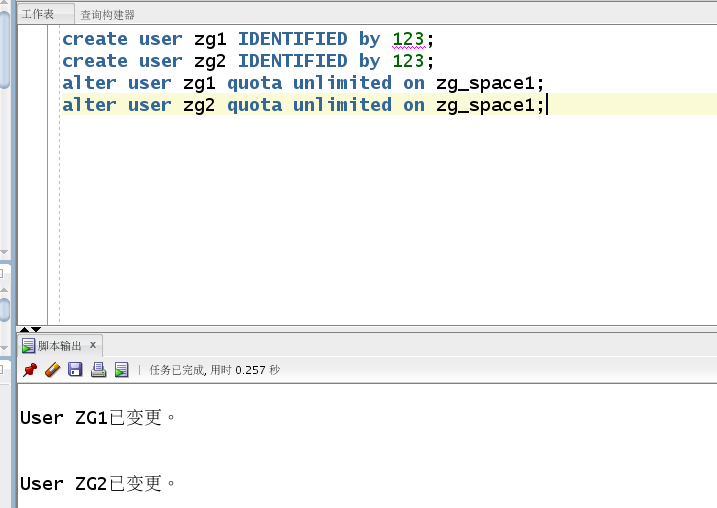 工作表 查询构建器
create user zg1 IDENTIFIED by 123;
create user zg2 IDENTIFIED by 123;
alter user zg1 quota unlimited on zg_space1;
alter user zg2 quota unlimited on zg_space1;
脚本输出 x
任务已完成, 用时 0.257 秒
User ZG1已变更。
User ZG2已变更。